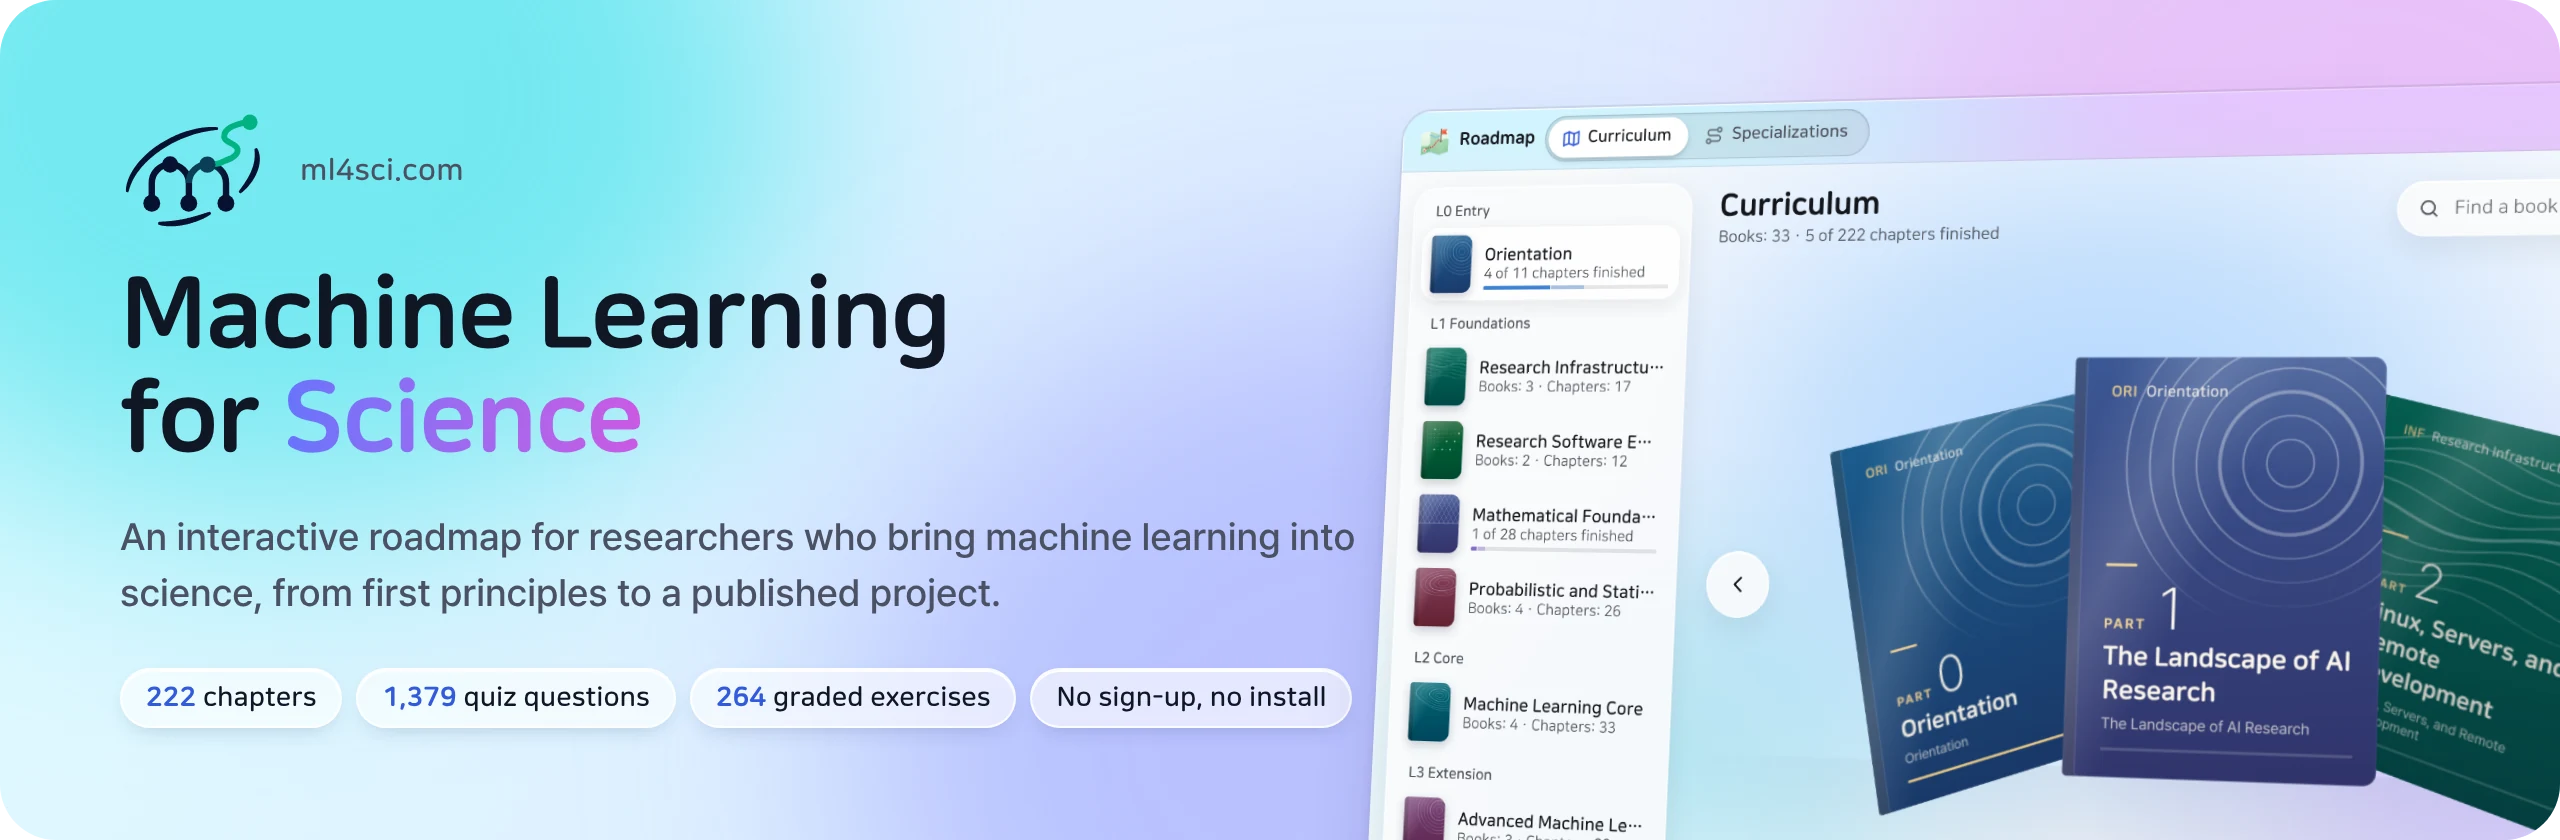 ml4sci.com
Machine Learning
for Science
An interactive roadmap for researchers who bring machine learning into
science, from first principles to a published project.
222 chapters
1,379 quiz questions
264 graded exercises
No sign-up, no install
Roadmap
Curriculum
Specializations
L0 Entry
Orientation
4 of 11 chapters finished
L1 Foundations
Research Infrastructu···
Books: 3 · Chapters: 17
Research Software E···
Books: 2 · Chapters: 12
Mathematical Founda···
1 of 28 chapters finished
Probabilistic and Stati···
Books: 4 · Chapters: 26
L2 Core
Machine Learning Core
Books: 4 · Chapters: 33
L3 Extension
Advanced Machine Le···
Curriculum
Books: 33 · 5 of 222 chapters finished
Find a book
ORI Orientation
PART 0
Orientation
Orientation
ORI Orientation
PART 1
The Landscape of AI
Research
The Landscape of AI Research
INF Research Infrastruct
ART 2
inux, Servers, and
emote
velopment
Servers, and Remote
opment